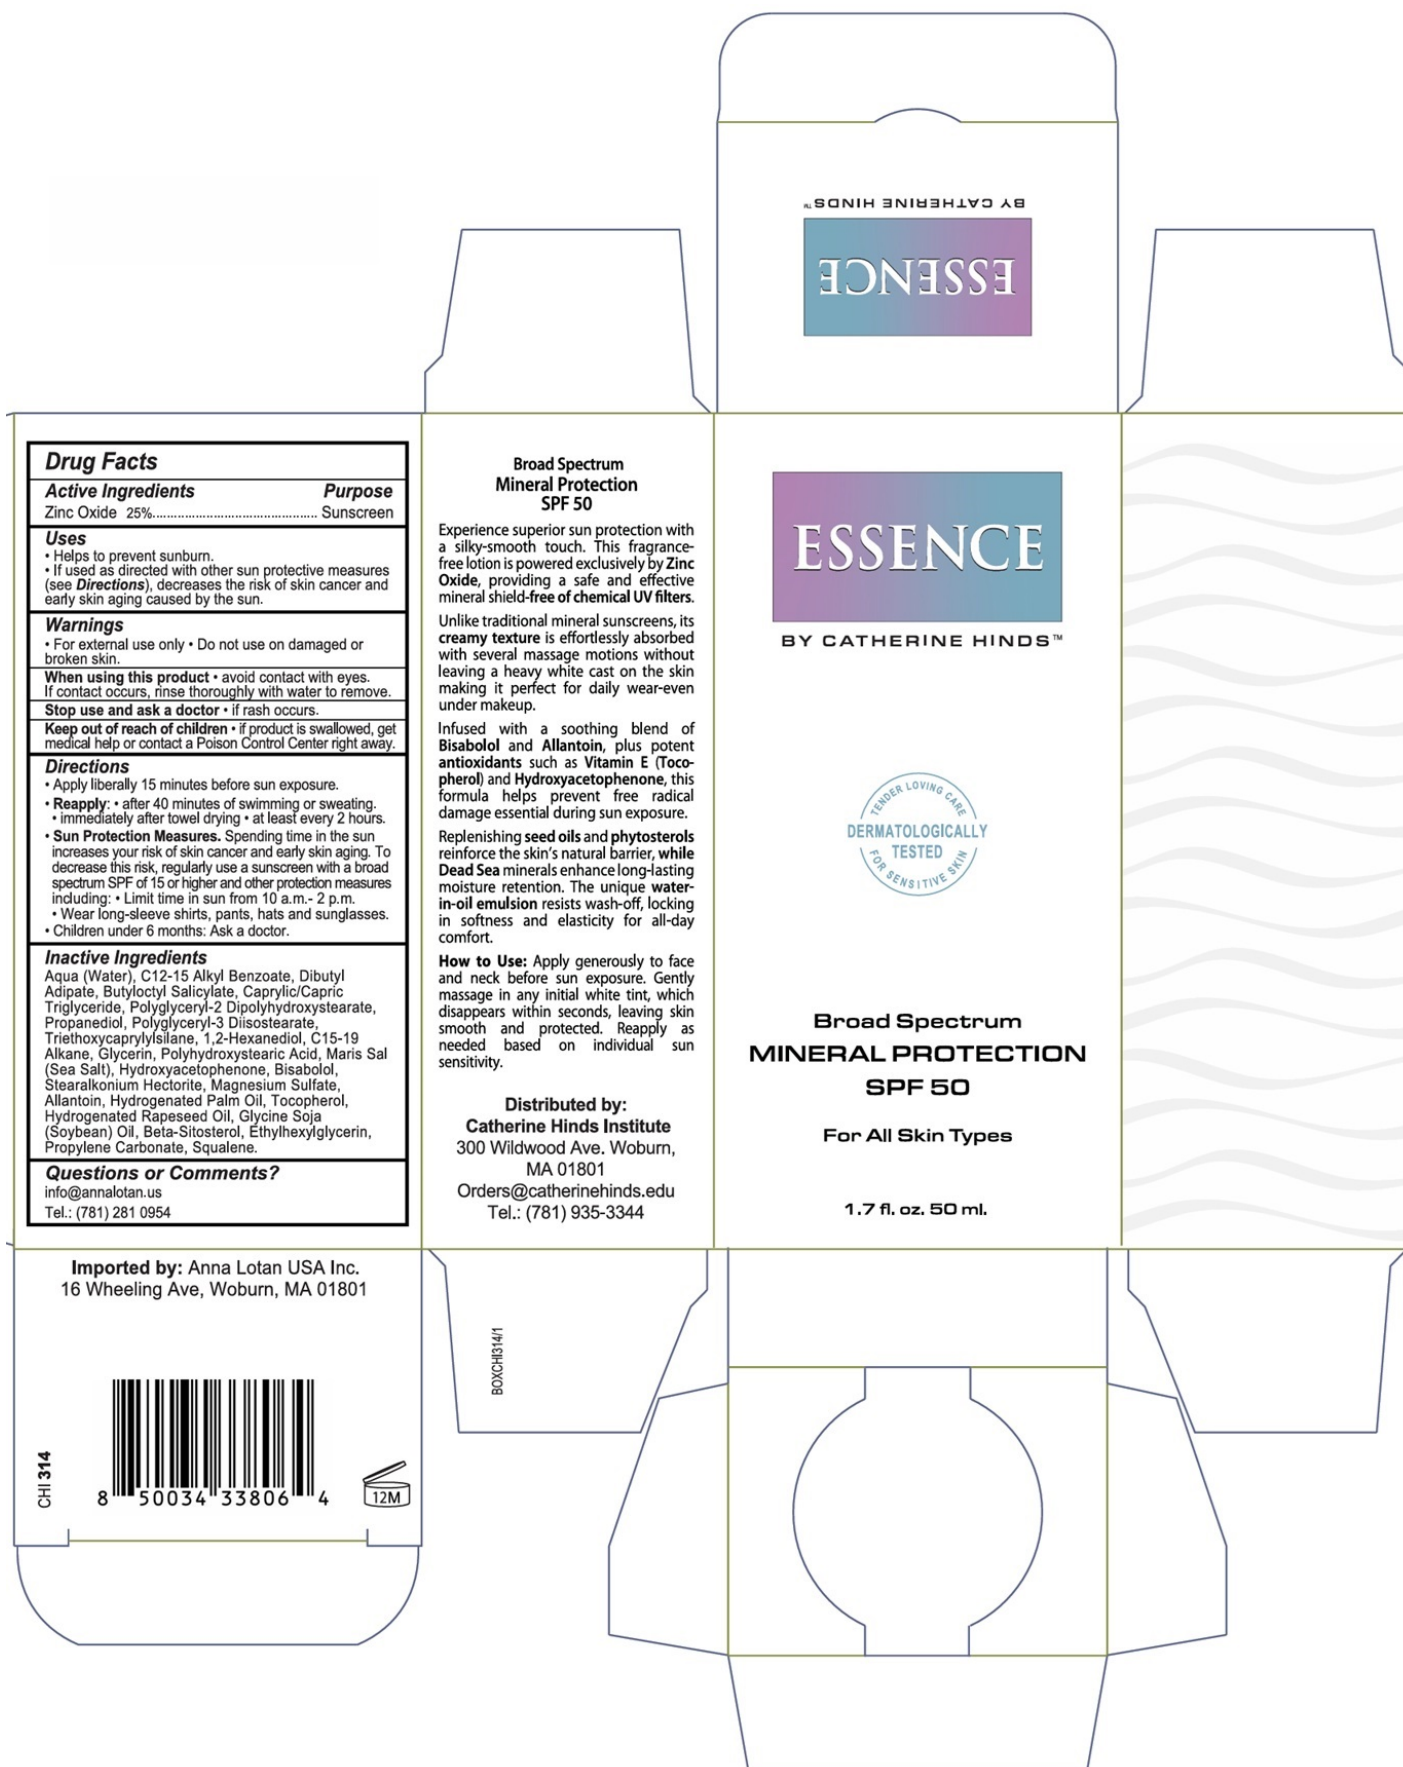 BY CATHERINE HINDS™
ESSENCE
Drug Facts
Active Ingredients Purpose
Zinc Oxide 25%.............................................. Sunscreen
Uses
• Helps to prevent sunburn.
• If used as directed with other sun protective measures
(see Directions), decreases the risk of skin cancer and
early skin aging caused by the sun.
Warnings
• For external use only • Do not use on damaged or
broken skin.
When using this product • avoid contact with eyes.
If contact occurs, rinse thoroughly with water to remove.
Stop use and ask a doctor • if rash occurs.
Keep out of reach of children • if product is swallowed, get
medical help or contact a Poison Control Center right away.
Directions
• Apply liberally 15 minutes before sun exposure.
• Reapply: • after 40 minutes of swimming or sweating.
• immediately after towel drying • at least every 2 hours.
• Sun Protection Measures. Spending time in the sun
increases your risk of skin cancer and early skin aging. To
decrease this risk, regularly use a sunscreen with a broad
spectrum SPF of 15 or higher and other protection measures
including: • Limit time in sun from 10 a.m.- 2 p.m.
• Wear long-sleeve shirts, pants, hats and sunglasses.
• Children under 6 months: Ask a doctor.
Inactive Ingredients
Aqua (Water), C12-15 Alkyl Benzoate, Dibutyl
Adipate, Butyloctyl Salicylate, Caprylic/Capric
Triglyceride, Polyglyceryl-2 Dipolyhydroxystearate,
Propanediol, Polyglyceryl-3 Diisostearate,
Triethoxycaprylylsilane, 1,2-Hexanediol, C15-19
Alkane, Glycerin, Polyhydroxystearic Acid, Maris Sal
(Sea Salt), Hydroxyacetophenone, Bisabolol,
Stearalkonium Hectorite, Magnesium Sulfate,
Allantoin, Hydrogenated Palm Oil, Tocopherol,
Hydrogenated Rapeseed Oil, Glycine Soja
(Soybean) Oil, Beta-Sitosterol, Ethylhexylglycerin,
Propylene Carbonate, Squalene.
Questions or Comments?
info@annalotan.us
Tel.: (781) 281 0954
Imported by: Anna Lotan USA Inc.
16 Wheeling Ave, Woburn, MA 01801
CHI 314
8 50034 33806 4
12M
Broad Spectrum
Mineral Protection
SPF 50
Experience superior sun protection with
a silky-smooth touch. This fragrance-
free lotion is powered exclusively by Zinc
Oxide, providing a safe and effective
mineral shield-free of chemical UV filters.
Unlike traditional mineral sunscreens, its
creamy texture is effortlessly absorbed
with several massage motions without
leaving a heavy white cast on the skin
making it perfect for daily wear-even
under makeup.
Infused with a soothing blend of
Bisabolol and Allantoin, plus potent
antioxidants such as Vitamin E (Toco-
pherol) and Hydroxyacetophenone, this
formula helps prevent free radical
damage essential during sun exposure.
Replenishing seed oils and phytosterols
reinforce the skin's natural barrier, while
Dead Sea minerals enhance long-lasting
moisture retention. The unique water-
in-oil emulsion resists wash-off, locking
in softness and elasticity for all-day
comfort.
How to Use: Apply generously to face
and neck before sun exposure. Gently
massage in any initial white tint, which
disappears within seconds, leaving skin
smooth and protected. Reapply as
needed based on individual sun
sensitivity.
Distributed by:
Catherine Hinds Institute
300 Wildwood Ave. Woburn,
MA 01801
Orders@catherinehinds.edu
Tel.: (781) 935-3344
BOXCHI314/1
ESSENCE
BY CATHERINE HINDS™
TENDER LOVING CARE
DERMATOLOGICALLY
TESTED
FOR SENSITIVE SKIN
Broad Spectrum
MINERAL PROTECTION
SPF 50
For All Skin Types
1.7 fl. oz. 50 ml.